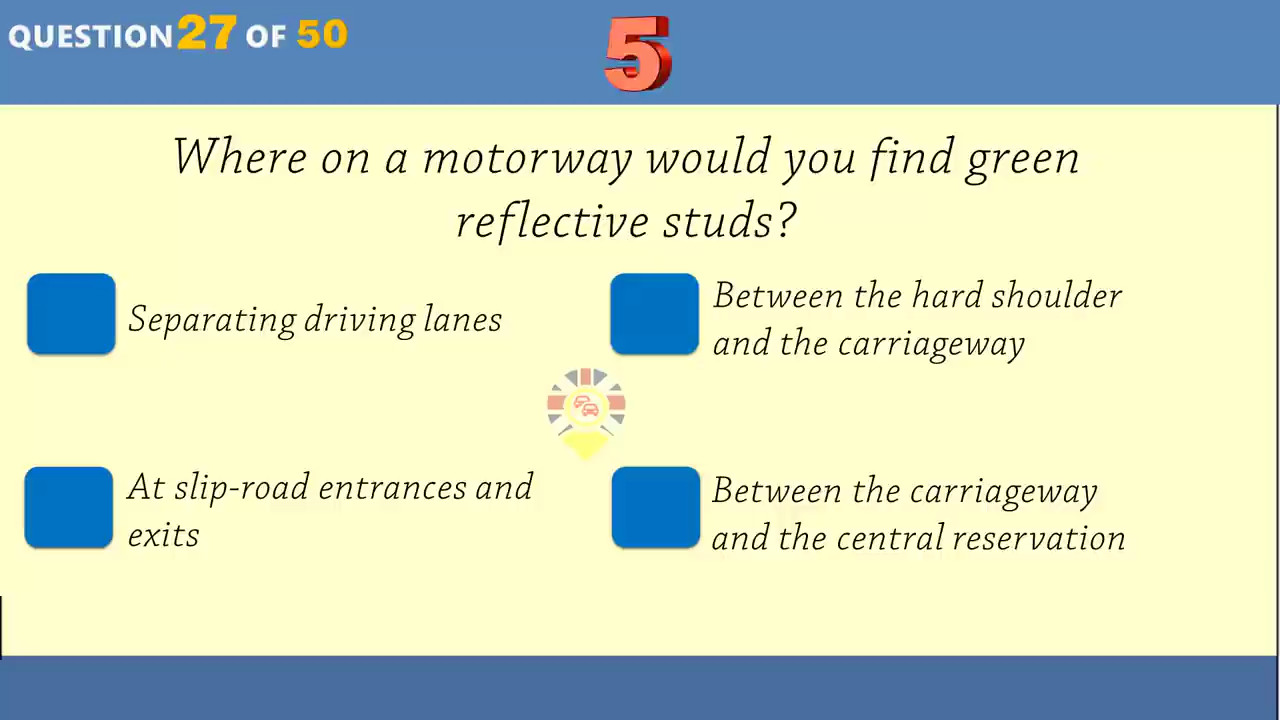 QUESTION 27 OF 50
5
Where on a motorway would you find green
reflective studs?
Separating driving lanes
Between the hard shoulder
and the carriageway
At slip-road entrances and
exits
Between the carriageway
and the central reservation